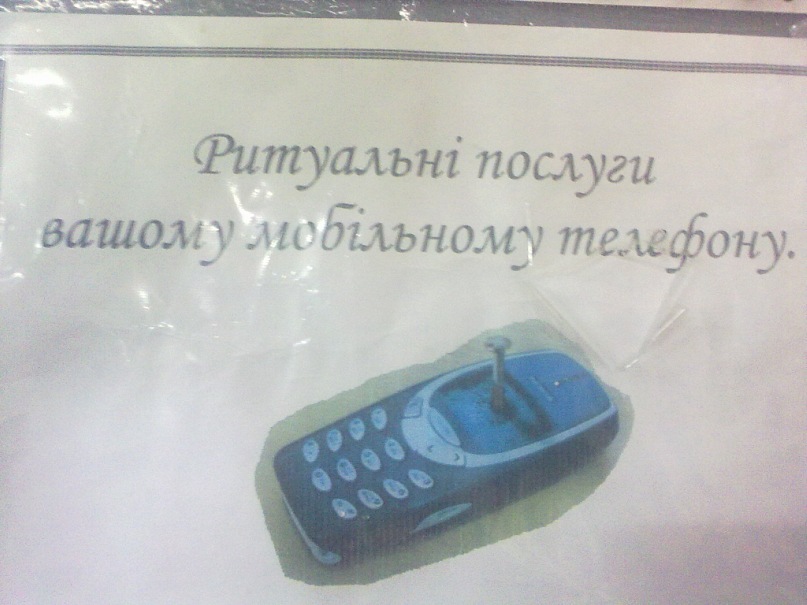 Ритуальні послуги
вашому мобільному телефону.